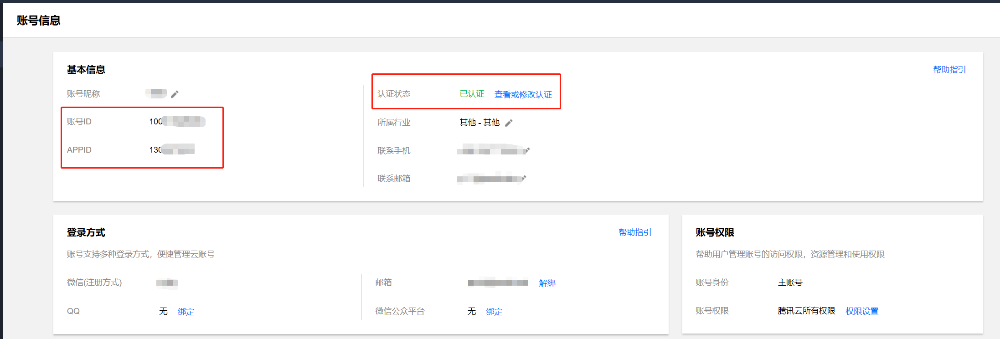 账号信息
基本信息
帮助指引
账号昵称
账号ID 100
APPID 130
认证状态 已认证 查看或修改认证
所属行业 其他 - 其他
联系手机
联系邮箱
登录方式
帮助指引
账号支持多种登录方式，便捷管理云账号
微信(注册方式)
QQ 无 绑定
邮箱 解绑
微信公众平台 无 绑定
账号权限
帮助用户管理账号的访问权限，资源管理和使用权限
账号身份 主账号
账号权限 腾讯云所有权限 权限设置